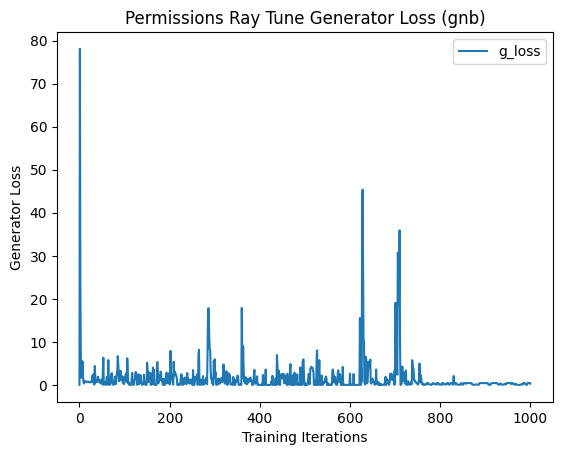 Permissions Ray Tune Generator Loss (gnb)
g_loss
80
70
60
50
40
30
20
10
0
Generator Loss
0 200 400 600 800 1000
Training Iterations